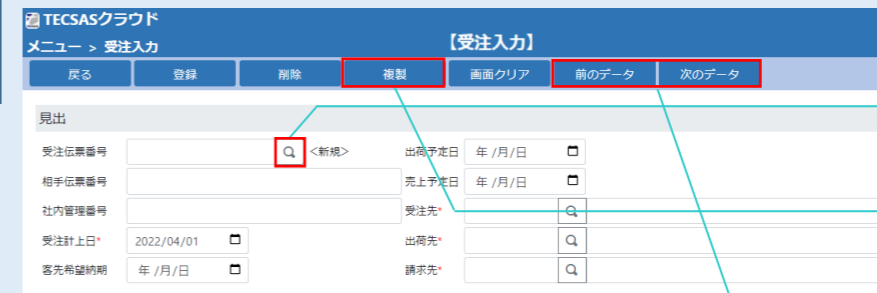 TECSASクラウド
メニュー > 受注入力 【受注入力】
戻る 登録 削除 複製 画面クリア 前のデータ 次のデータ
見出
受注伝票番号 <新規> 出荷予定日 年 /月/日
相手伝票番号 売上予定日 年 /月/日
社内管理番号 受注先*
受注計上日* 2022/04/01 出荷先*
客先希望納期 年 /月/日 請求先*